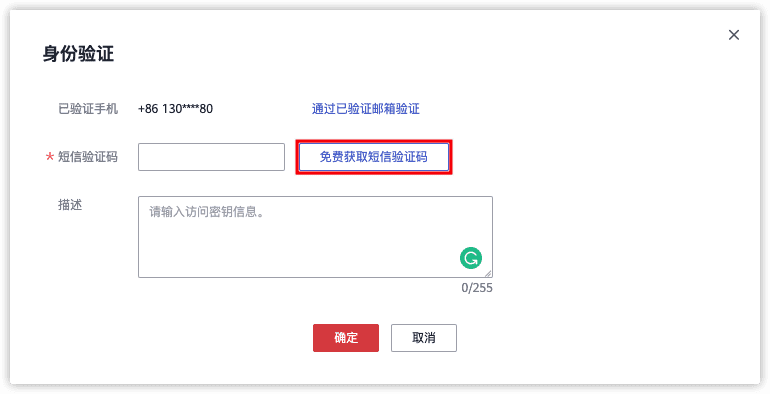 身份验证
已验证手机 +86 130****80 通过已验证邮箱验证
* 短信验证码 免费获取短信验证码
描述 请输入访问密钥信息。
0/255
确定 取消